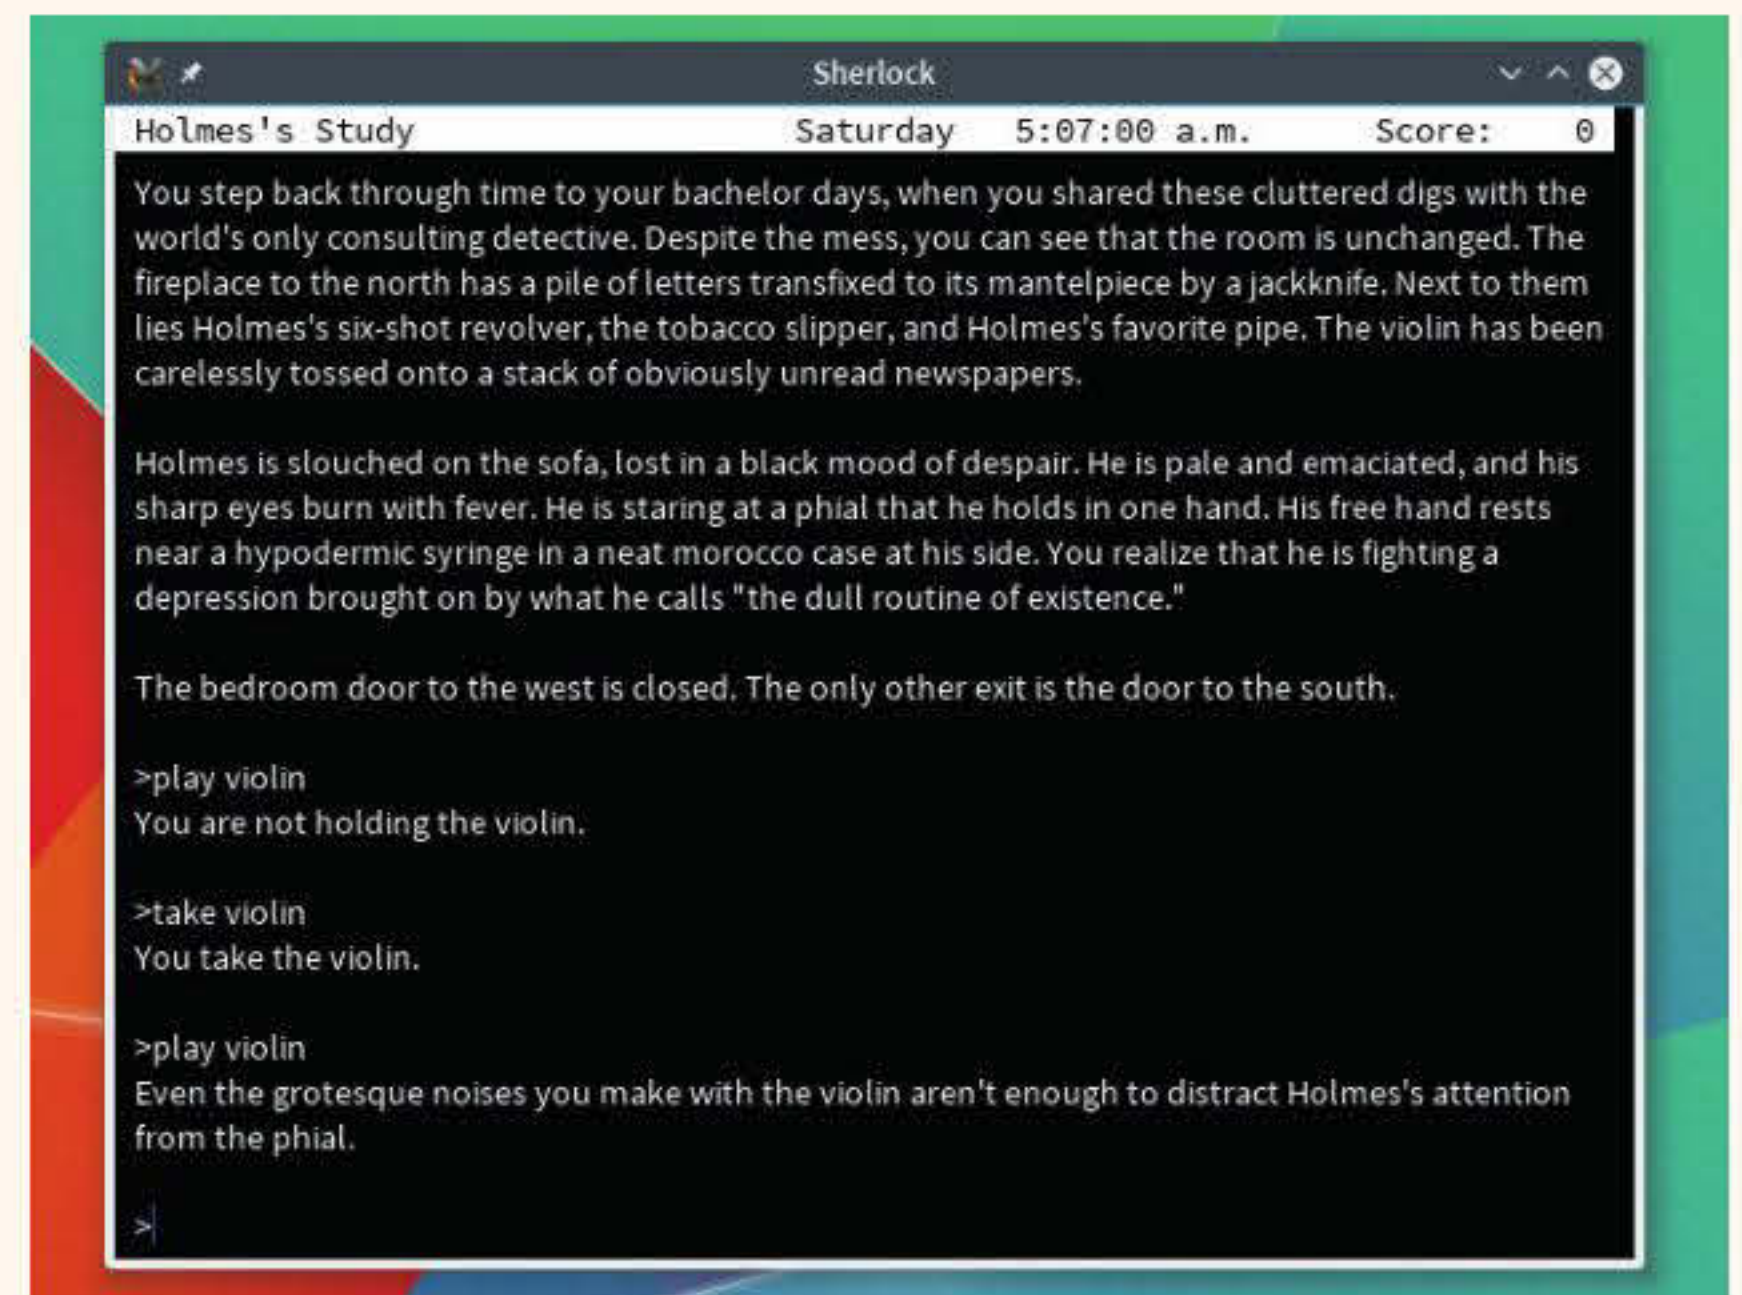 Sherlock
Holmes's Study Saturday 5:07:00 a.m. Score: 0
You step back through time to your bachelor days, when you shared these cluttered digs with the
world's only consulting detective. Despite the mess, you can see that the room is unchanged. The
fireplace to the north has a pile of letters transfixed to its mantelpiece by a jackknife. Next to them
lies Holmes's six-shot revolver, the tobacco slipper, and Holmes's favorite pipe. The violin has been
carelessly tossed onto a stack of obviously unread newspapers.
Holmes is slouched on the sofa, lost in a black mood of despair. He is pale and emaciated, and his
sharp eyes burn with fever. He is staring at a phial that he holds in one hand. His free hand rests
near a hypodermic syringe in a neat morocco case at his side. You realize that he is fighting a
depression brought on by what he calls "the dull routine of existence."
The bedroom door to the west is closed. The only other exit is the door to the south.
>play violin
You are not holding the violin.
>take violin
You take the violin.
>play violin
Even the grotesque noises you make with the violin aren't enough to distract Holmes's attention
from the phial.
>